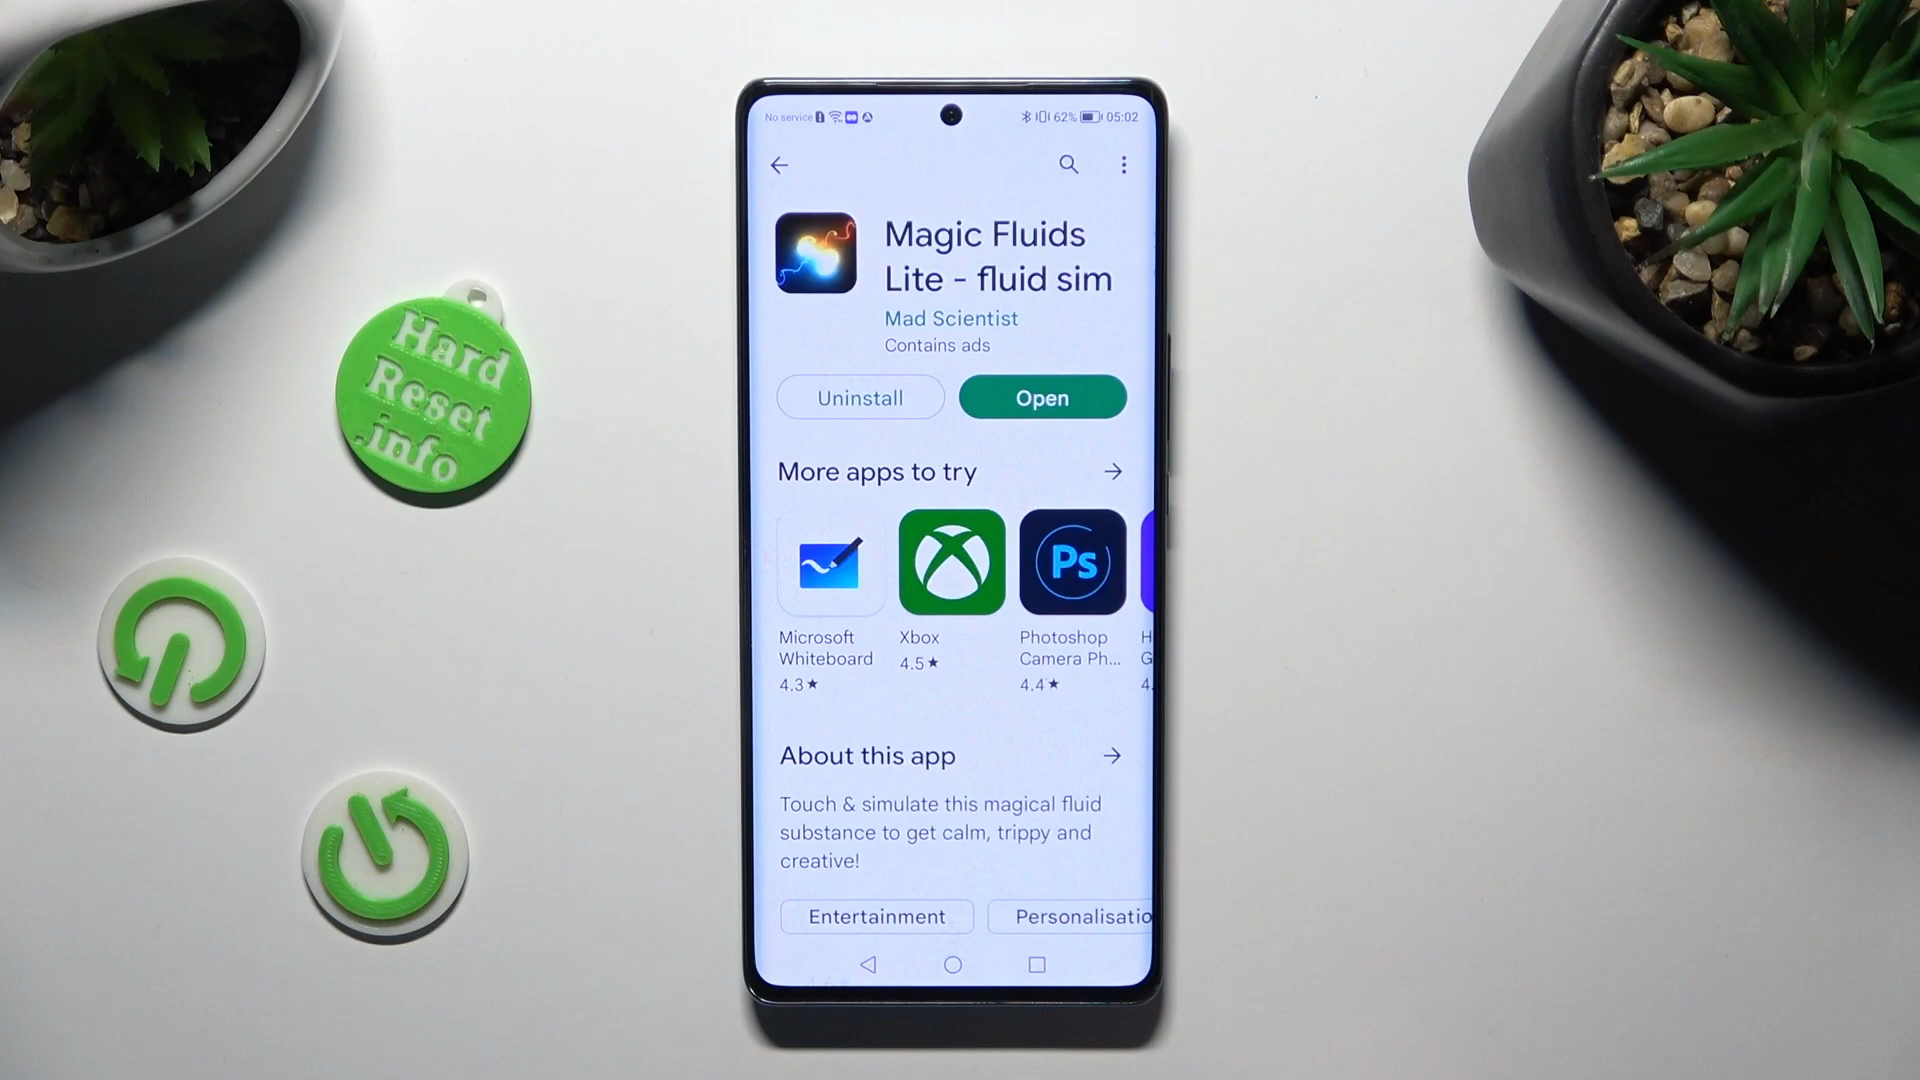 Hard
Reset
.info
No service
62% 05:02
Magic Fluids
Lite - fluid sim
Mad Scientist
Contains ads
Uninstall
Open
More apps to try
Ps
Microsoft
Whiteboard
4.3★
Xbox
4.5★
Photoshop
Camera Ph...
4.4★
H
G
4.
About this app
Touch & simulate this magical fluid
substance to get calm, trippy and
creative!
Entertainment
Personalisatio